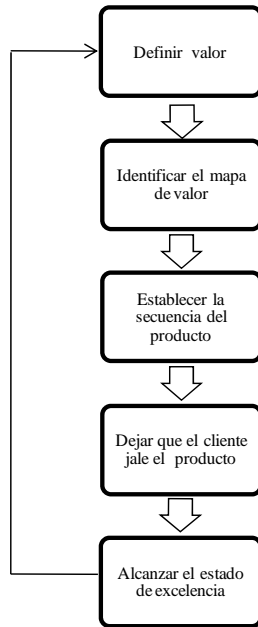 Definir valor
Identificar el mapa
de valor
Establecer la
secuencia del
producto
Dejar que el cliente
jale el producto
Alcanzar el estado
de excelencia